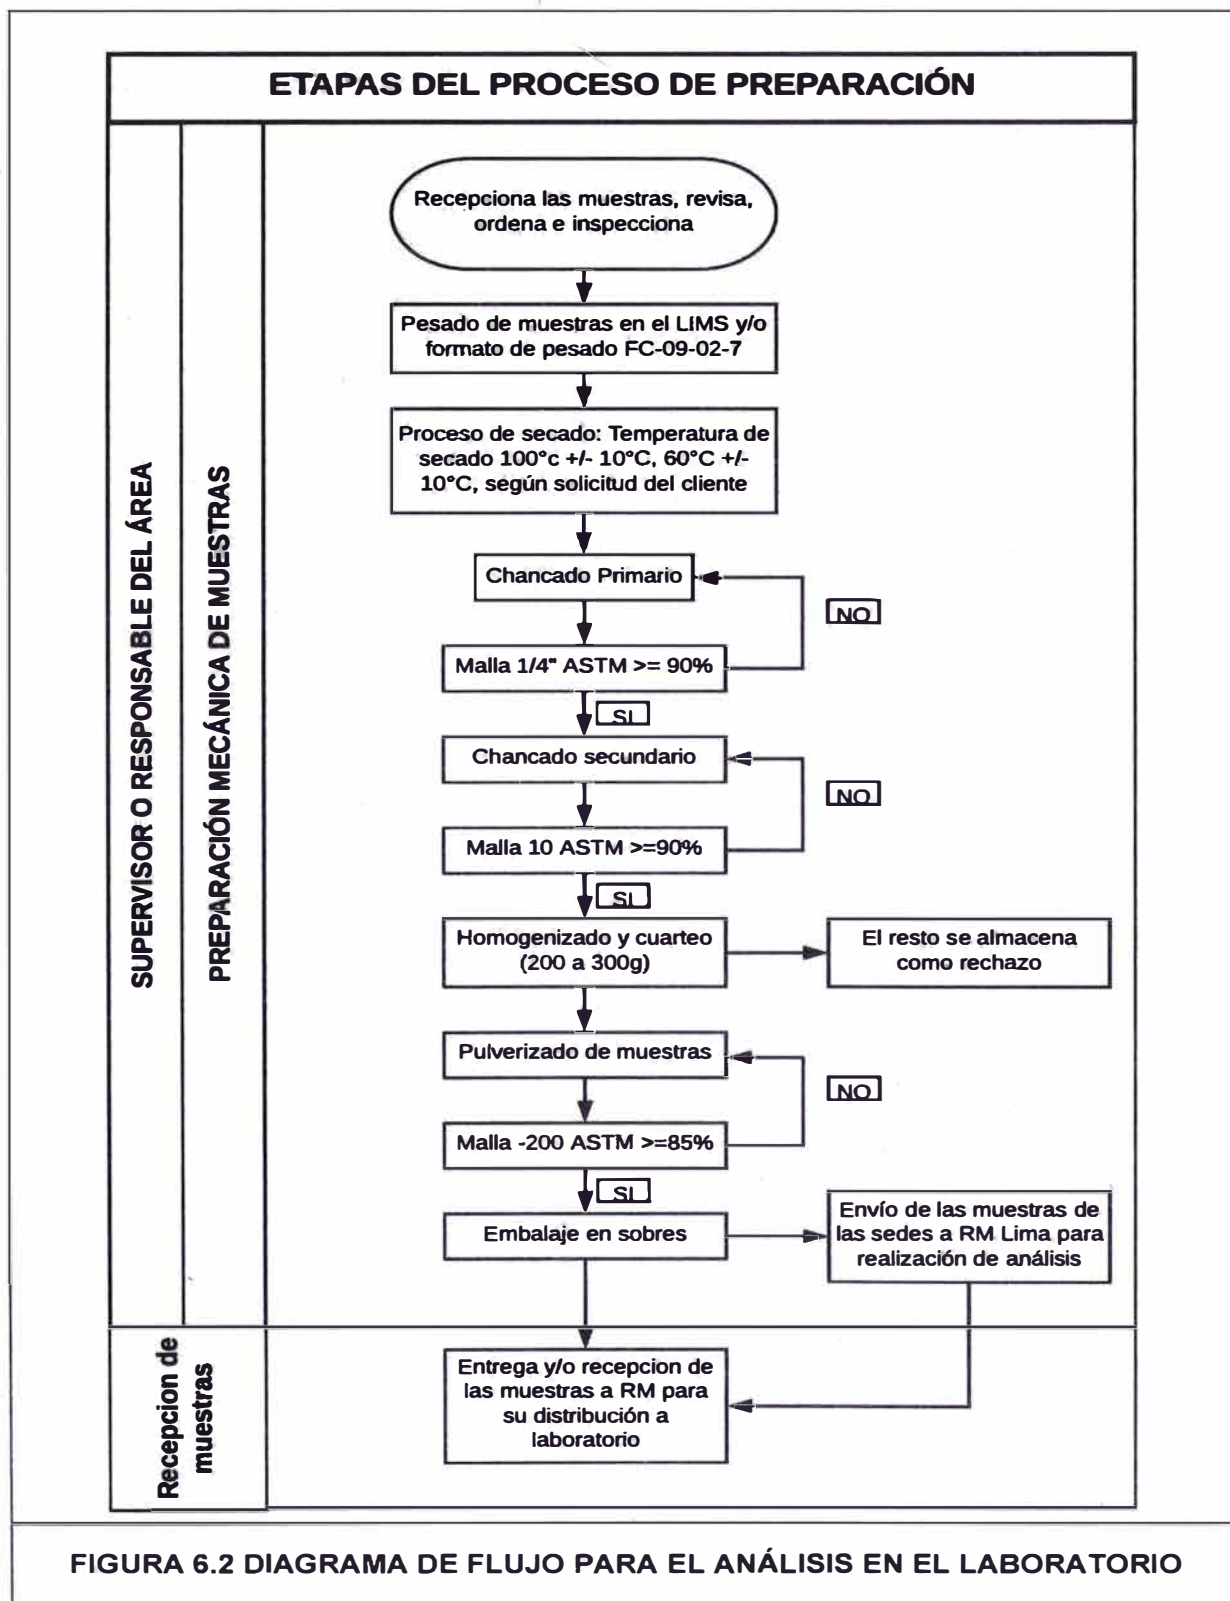 ETAPAS DEL PROCESO DE PREPARACIÓN
SUPERVISOR O RESPONSABLE DEL ÁREA
PREPARACIÓN MECÁNICA DE MUESTRAS
Recepciona las muestras, revisa,
ordena e inspecciona
Pesado de muestras en el LIMS y/o
formato de pesado FC-09-02-7
Proceso de secado: Temperatura de
secado 100°c +/- 10°C, 60°C +/-
10°C, según solicitud del cliente
Chancado Primario
NO
Malla 1/4" ASTM >= 90%
SI
Chancado secundario
NO
Malla 10 ASTM >=90%
SI
Homogenizado y cuarteo
(200 a 300g)
El resto se almacena
como rechazo
Pulverizado de muestras
NO
Malla -200 ASTM >=85%
SI
Embalaje en sobres
Envío de las muestras de
las sedes a RM Lima para
realización de análisis
Recepcion de
muestras
Entrega y/o recepcion de
las muestras a RM para
su distribución a
laboratorio
FIGURA 6.2 DIAGRAMA DE FLUJO PARA EL ANÁLISIS EN EL LABORATORIO